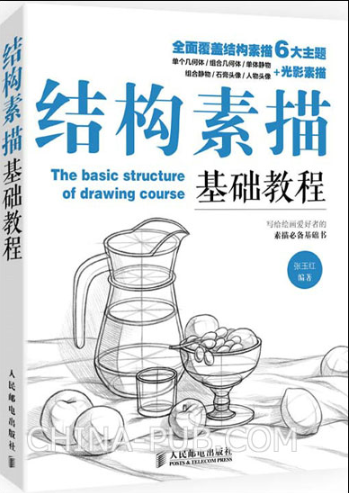 全面覆盖结构素描6大主题
单个几何体/组合几何体/单体静物
组合静物/石膏头像/人物头像 +光影素描
结构素描
The basic structure
of drawing course
基础教程
写给绘画爱好者的
素描必备基础书
张玉红
编著
人民邮电出版社
POSTS & TELECOM PRESS
结构素描基础教程
人民邮电出版社
CHINA-PUB.COM